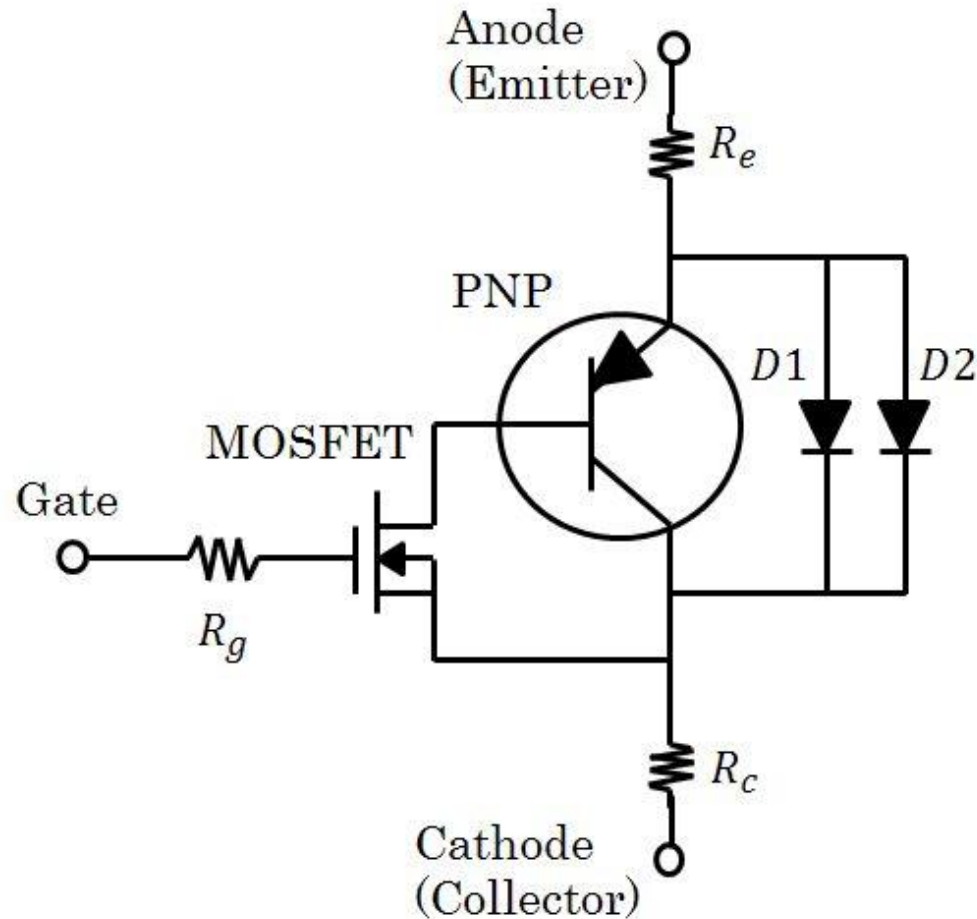 Anode
(Emitter)
R_e
PNP
D1
D2
MOSFET
Gate
R_g
R_c
Cathode
(Collector)